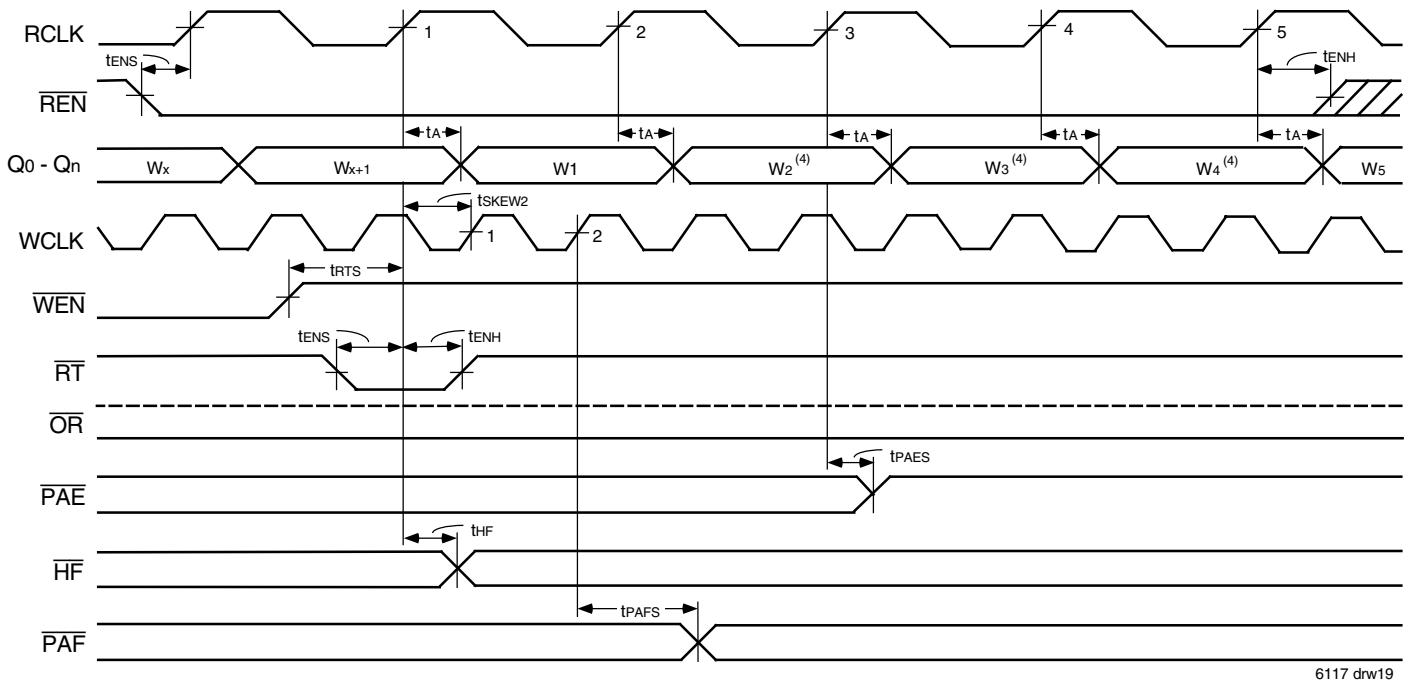 RCLK 1 2 3 4 5
tENS tENH
REN
tA tA tA tA tA
Q0 - Qn Wx Wx+1 W1 W2 (4) W3 (4) W4 (4) W5
tSKEW2
WCLK 1 2
tRTS
WEN
tENS tENH
RT
OR
tPAES
PAE
tHF
HF
tPAFS
PAF
6117 drw19